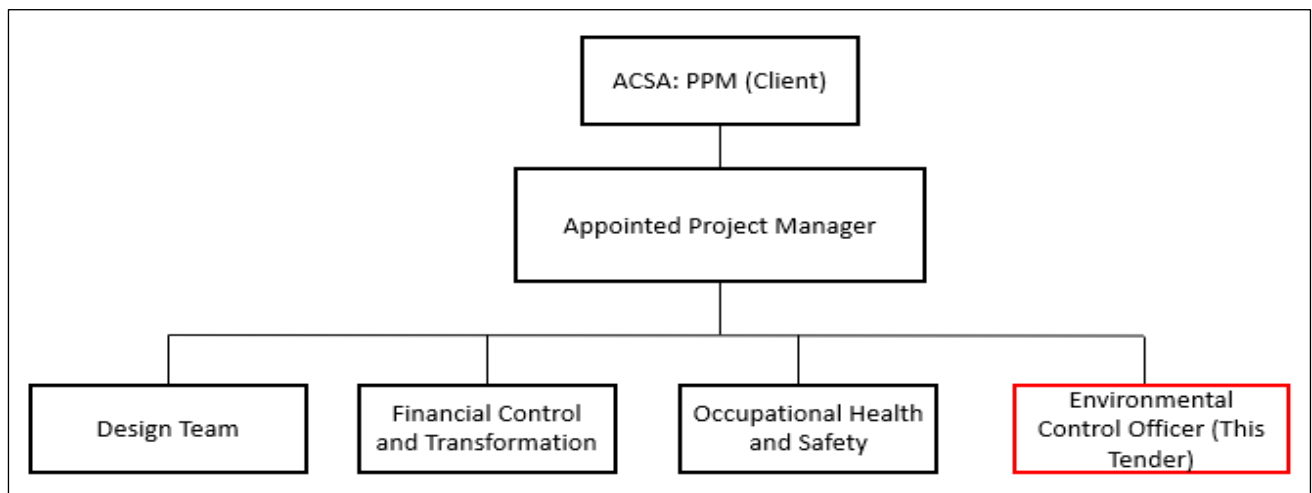 ACSA: PPM (Client)
Appointed Project Manager
Design Team
Financial Control
and Transformation
Occupational Health
and Safety
Environmental
Control Officer (This
Tender)